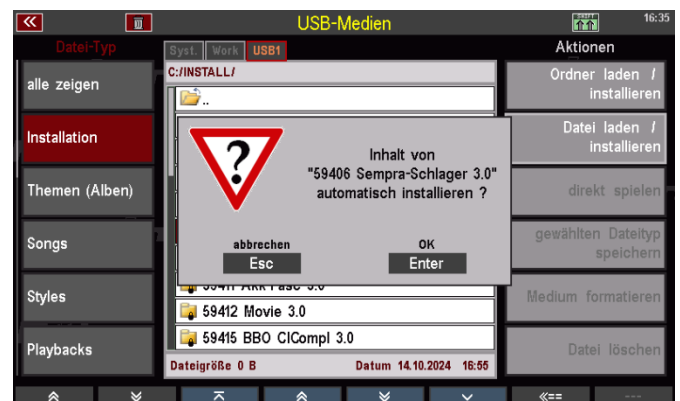 USB-Medien
SHIFT
16:35
Datei-Typ
Syst. Work USB1
Aktionen
C:/INSTALL/
alle zeigen
..
Ordner laden /
installieren
Installation
Inhalt von
"59406 Sempra-Schlager 3.0"
automatisch installieren ?
Datei laden /
installieren
Themen (Alben)
direkt spielen
Songs
abbrechen
Esc
OK
Enter
gewählten Dateityp
speichern
Styles
59412 Movie 3.0
Medium formatieren
Playbacks
59415 BBO ClCompl 3.0
Dateigröße 0 B Datum 14.10.2024 16:55
Datei löschen
«==
---